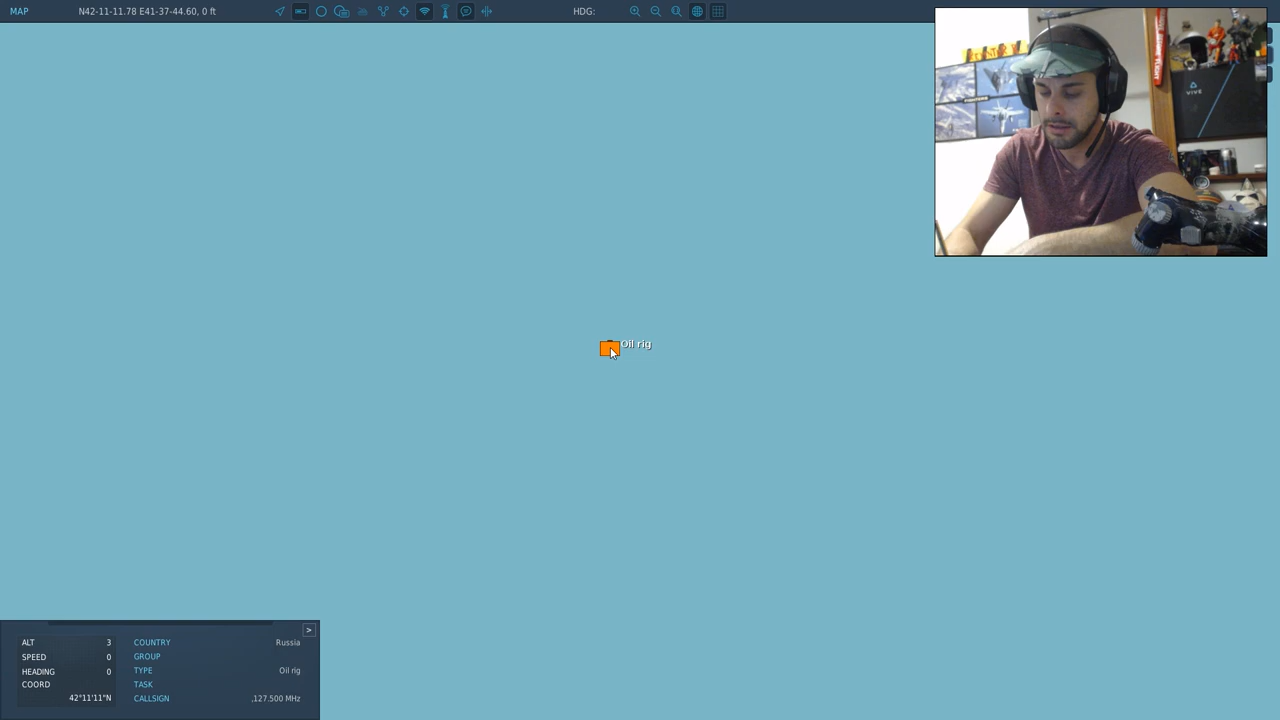 MAP
N42-11-11.78 E41-37-44.60, 0 ft
HDG:
VIVE
Oil rig
>
ALT 3
SPEED 0
HEADING 0
COORD
42°11'11"N
COUNTRY Russia
GROUP
TYPE Oil rig
TASK
CALLSIGN ,127.500 MHz